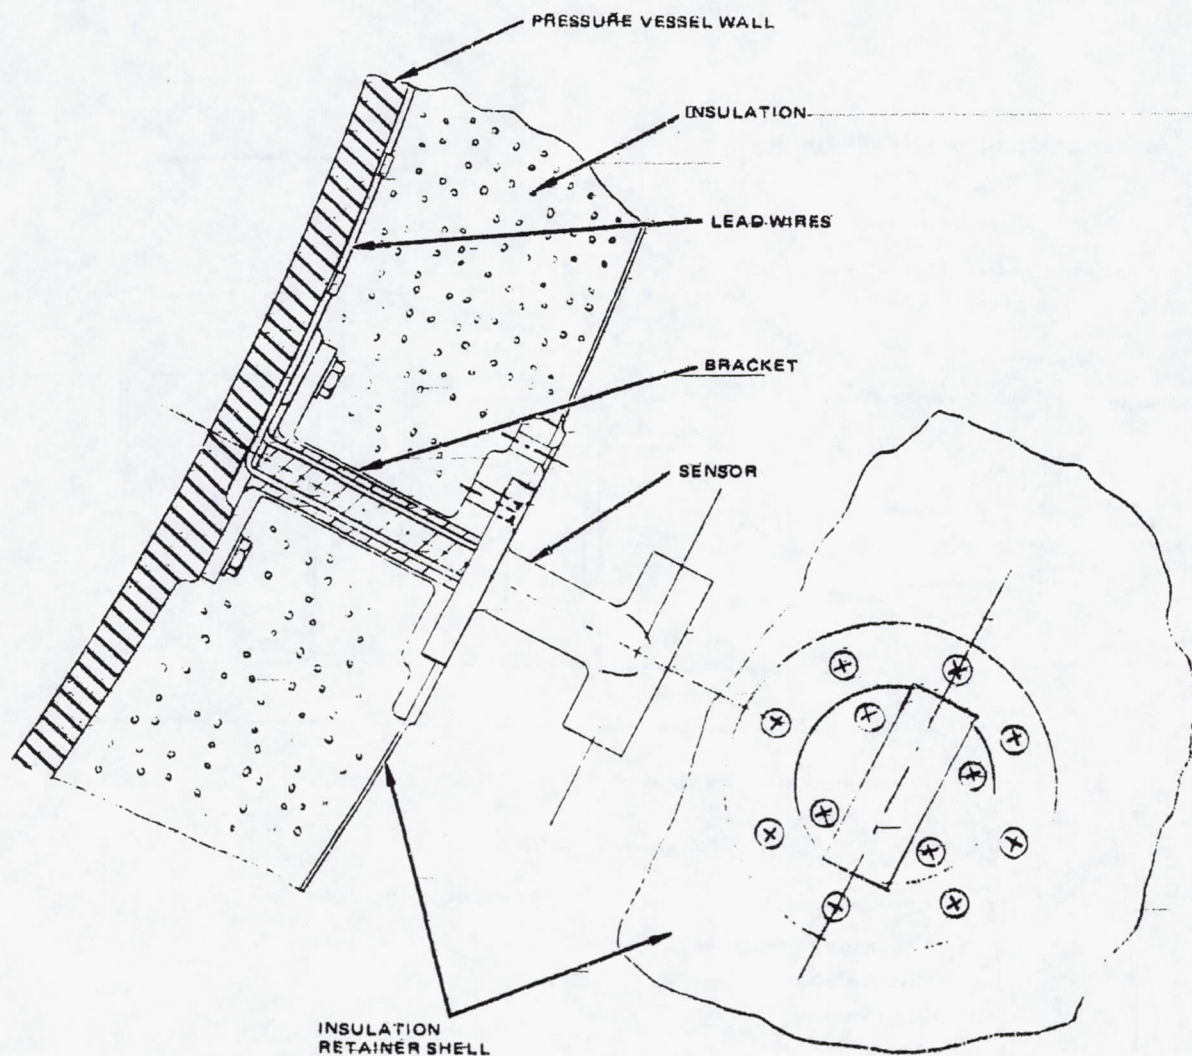 PRESSURE VESSEL WALL
INSULATION
LEAD WIRES
BRACKET
SENSOR
INSULATION
RETAINER SHELL